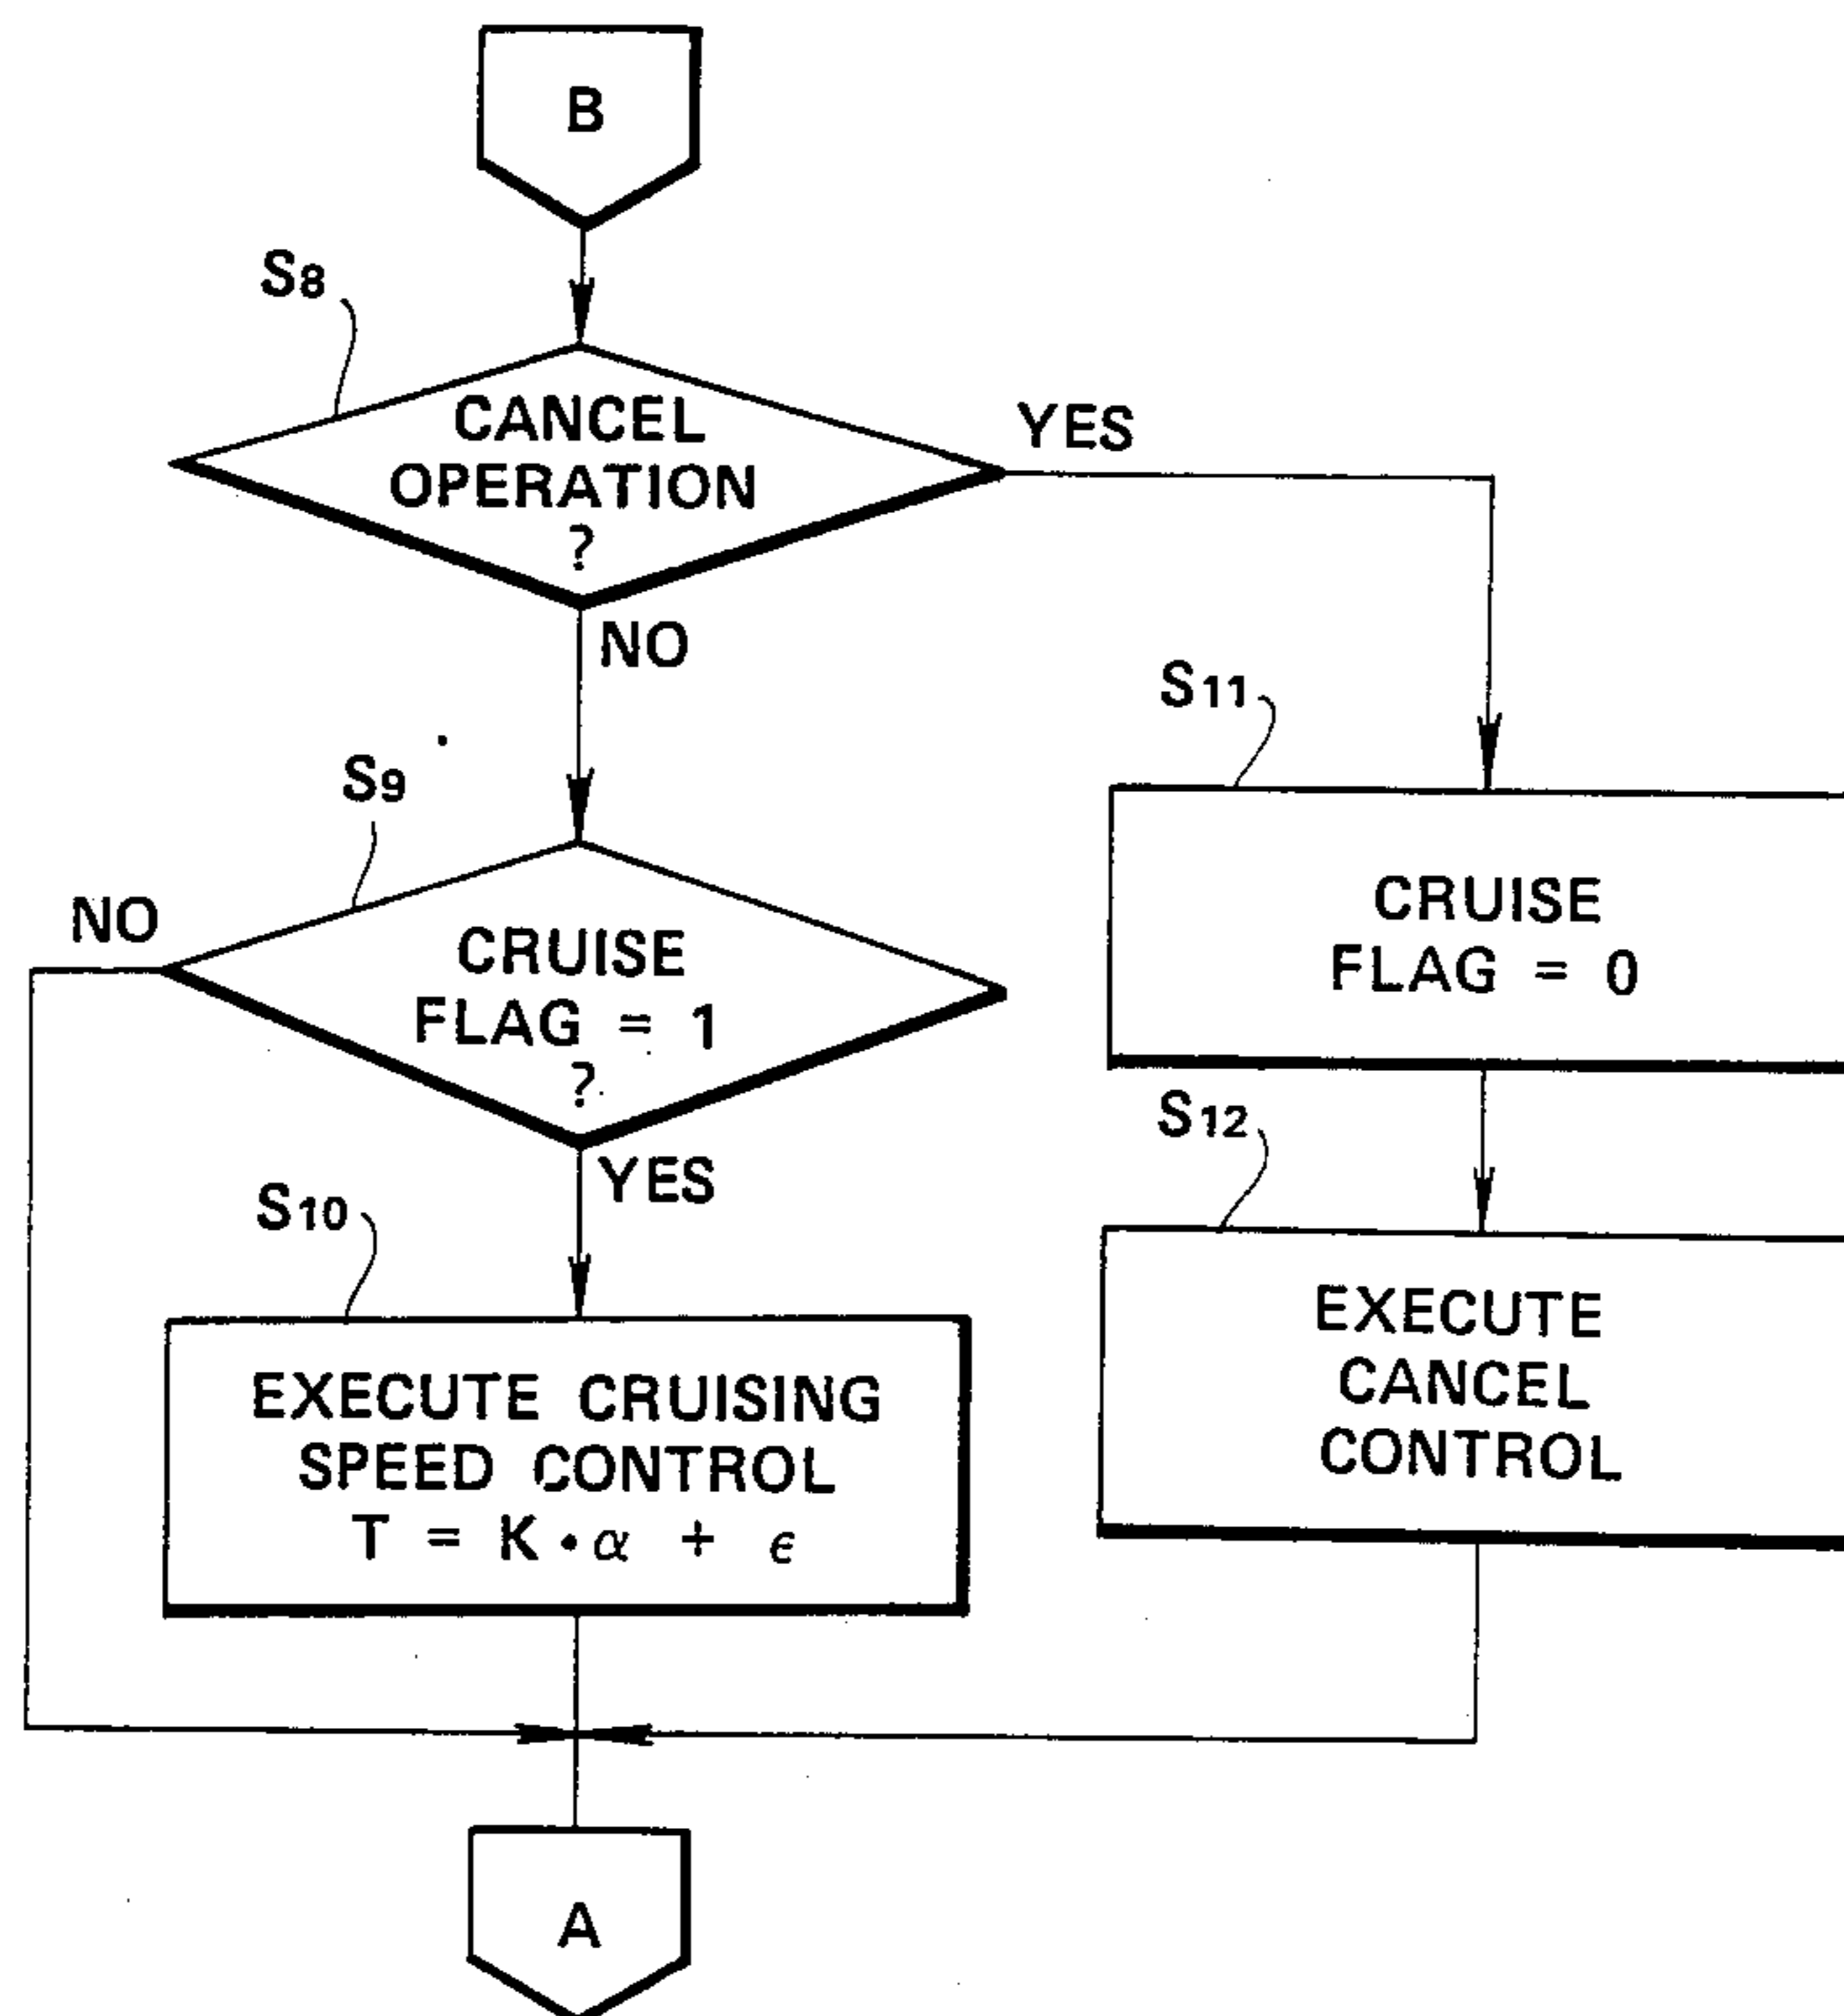 B
S8
CANCEL
OPERATION
?
YES
NO
S9
NO
CRUISE
FLAG = 1
?
YES
S10
EXECUTE CRUISING
SPEED CONTROL
T = K・α + ϵ
S11
CRUISE
FLAG = 0
S12
EXECUTE
CANCEL
CONTROL
A